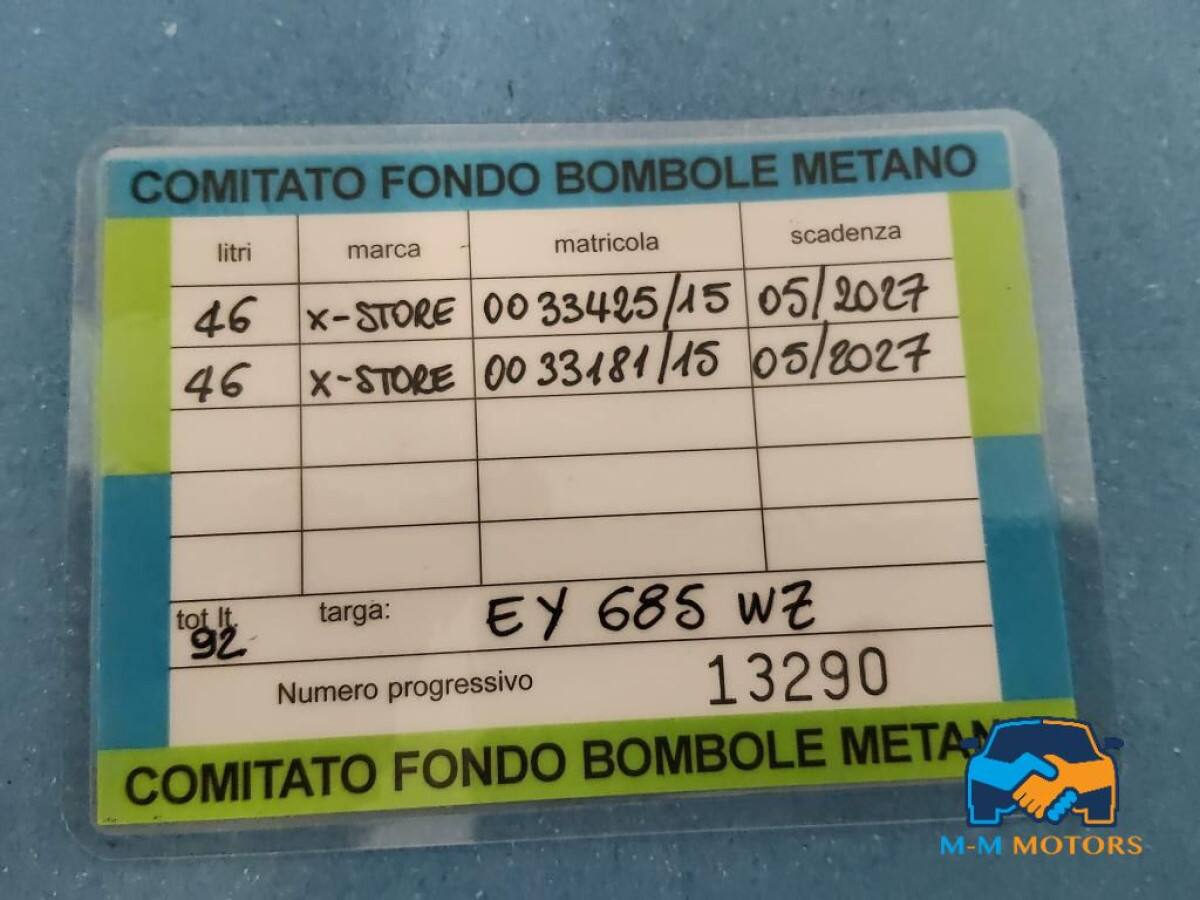 COMITATO FONDO BOMBOLE METANO
litri marca matricola scadenza
46 X-STORE 0033425/15 05/2027
46 X-STORE 0033181/15 05/2027
tot lt. targa: EY 685 WZ
92
Numero progressivo 13290
COMITATO FONDO BOMBOLE METAN
M-M MOTORS